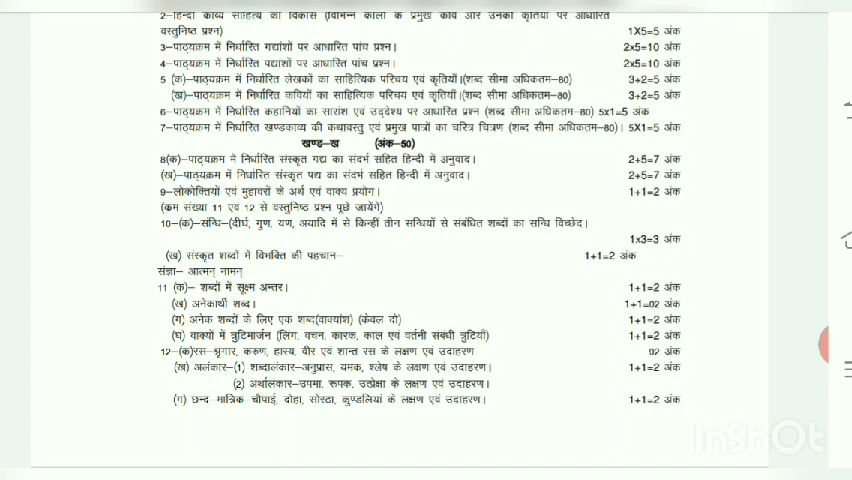 2–हिन्दी काव्य साहित्य का विकास (विभिन्न कालों के प्रमुख कवि और उनकी कृतियों पर आधारित
वस्तुनिष्ठ प्रश्न) 1X5=5 अंक
3–पाठ्यक्रम में निर्धारित गद्यांशों पर आधारित पांच प्रश्न। 2x5=10 अंक
4–पाठ्यक्रम में निर्धारित पद्याशों पर आधारित पांच प्रश्न। 2x5=10 अंक
5 (क)–पाठ्यक्रम में निर्धारित लेखकों का साहित्यिक परिचय एवं कृतियाँ।(शब्द सीमा अधिकतम–80) 3+2=5 अंक
(ख)–पाठ्यक्रम में निर्धारित कवियों का साहित्यिक परिचय एवं कृतियाँ।(शब्द सीमा अधिकतम–80) 3+2=5 अंक
6–पाठ्यक्रम में निर्धारित कहानियों का सारांश एवं उद्देश्य पर आधारित प्रश्न (शब्द सीमा अधिकतम–80) 5x1=5 अंक
7–पाठ्यक्रम में निर्धारित खण्डकाव्य की कथावस्तु एवं प्रमुख पात्रों का चरित्र चित्रण (शब्द सीमा अधिकतम–80)। 5X1=5 अंक
खण्ड–ख (अंक–50)
8(क)–पाठ्यक्रम में निर्धारित संस्कृत गद्य का संदर्भ सहित हिन्दी में अनुवाद। 2+5=7 अंक
(ख)–पाठ्यक्रम में निर्धारित संस्कृत पद्य का संदर्भ सहित हिन्दी में अनुवाद। 2+5=7 अंक
9–लोकोक्तियों एवं मुहावरों के अर्थ एवं वाक्य प्रयोग। 1+1=2 अंक
(क्रम संख्या 11 एवं 12 से वस्तुनिष्ठ प्रश्न पूछे जायेंगे)
10–(क)–सन्धि–(दीर्घ, गुण, यण, अयादि में से किन्हीं तीन सन्धियों से संबंधित शब्दों का सन्धि विच्छेद।
1x3=3 अंक
(ख) संस्कृत शब्दों में विभक्ति की पहचान– 1+1=2 अंक
संज्ञा– आत्मन् नामन्
11 (क)– शब्दों में सूक्ष्म अन्तर। 1+1=2 अंक
(ख) अनेकार्थी शब्द। 1+1=02 अंक
(ग) अनेक शब्दों के लिए एक शब्द(वाक्यांश) (केवल दो) 1+1=2 अंक
(घ) वाक्यों में त्रुटिमार्जन (लिंग, वचन, कारक, काल एवं वर्तनी संबंधी त्रुटियाँ) 1+1=2 अंक
12–(क)रस–श्रृंगार, करुण, हास्य, वीर एवं शान्त रस के लक्षण एवं उदाहरण 02 अंक
(ख) अलंकार–(1) शब्दालंकार–अनुप्रास, यमक, श्लेष के लक्षण एवं उदाहरण। 1+1=2 अंक
(2) अर्थालंकार–उपमा, रूपक, उत्प्रेक्षा के लक्षण एवं उदाहरण।
(ग) छन्द–मात्रिक–चौपाई, दोहा, सोरठा, कुण्डलियां के लक्षण एवं उदाहरण। 1+1=2 अंक
InShOt